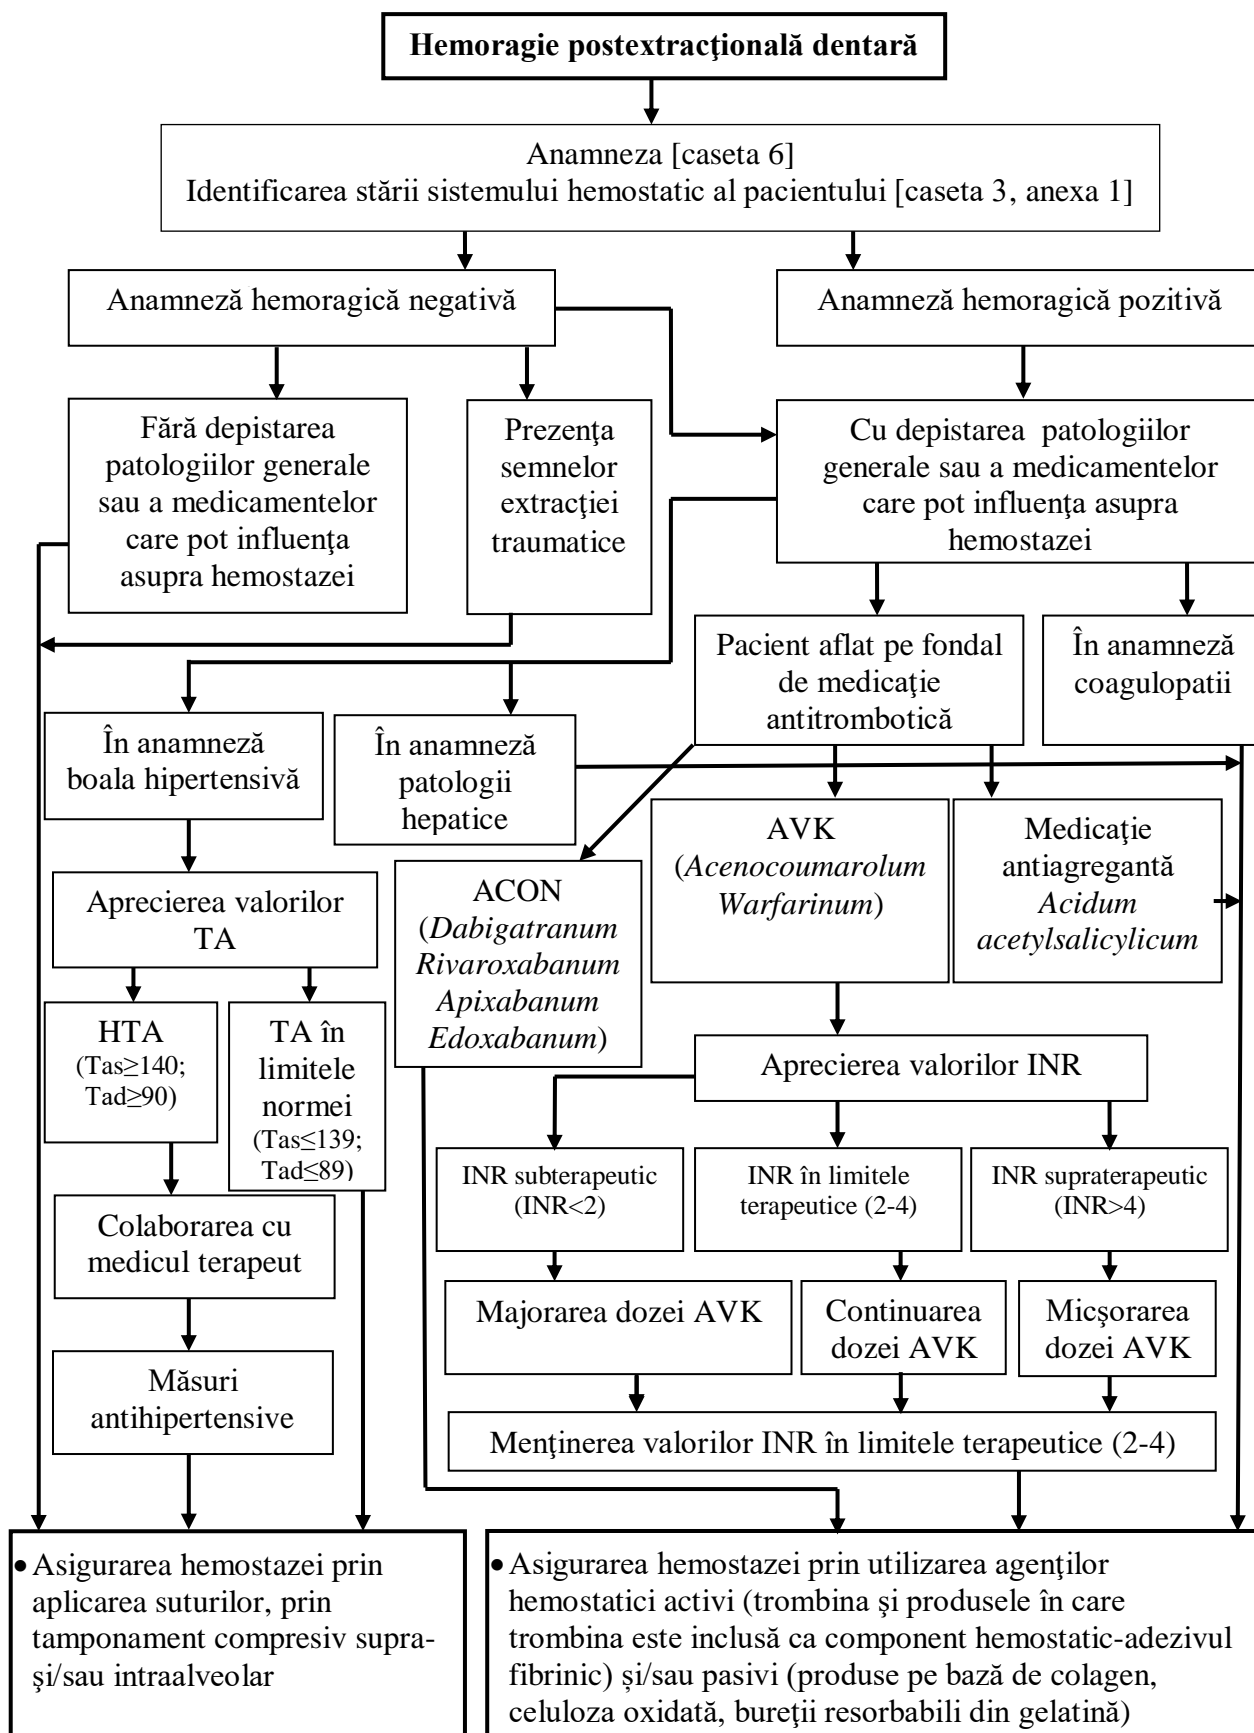 Hemoragie postextracţională dentară
Anamneza [caseta 6]
Identificarea stării sistemului hemostatic al pacientului [caseta 3, anexa 1]
Anamneză hemoragică negativă
Anamneză hemoragică pozitivă
Fără depistarea
patologiilor generale
sau a medicamentelor
care pot influenţa
asupra hemostazei
Prezenţa
semnelor
extracţiei
traumatice
Cu depistarea patologiilor
generale sau a medicamentelor
care pot influenţa asupra
hemostazei
Pacient aflat pe fondal
de medicaţie
antitrombotică
În anamneză
coagulopatii
În anamneză
boala hipertensivă
În anamneză
patologii
hepatice
AVK
(Acenocoumarolum
Warfarinum)
Medicaţie
antiagregantă
Acidum
acetylsalicylicum
ACON
(Dabigatranum
Rivaroxabanum
Apixabanum
Edoxabanum)
Aprecierea valorilor
TA
HTA
(Tas≥140;
Tad≥90)
TA în
limitele
normei
(Tas≤139;
Tad≤89)
Aprecierea valorilor INR
INR subterapeutic
(INR<2)
INR în limitele
terapeutice (2-4)
INR supraterapeutic
(INR>4)
Colaborarea cu
medicul terapeut
Majorarea dozei AVK
Continuarea
dozei AVK
Micşorarea
dozei AVK
Măsuri
antihipertensive
Menţinerea valorilor INR în limitele terapeutice (2-4)
• Asigurarea hemostazei prin
aplicarea suturilor, prin
tamponament compresiv supra-
şi/sau intraalveolar
• Asigurarea hemostazei prin utilizarea agenţilor
hemostatici activi (trombina şi produsele în care
trombina este inclusă ca component hemostatic-adezivul
fibrinic) și/sau pasivi (produse pe bază de colagen,
celuloza oxidată, bureţii resorbabili din gelatină)